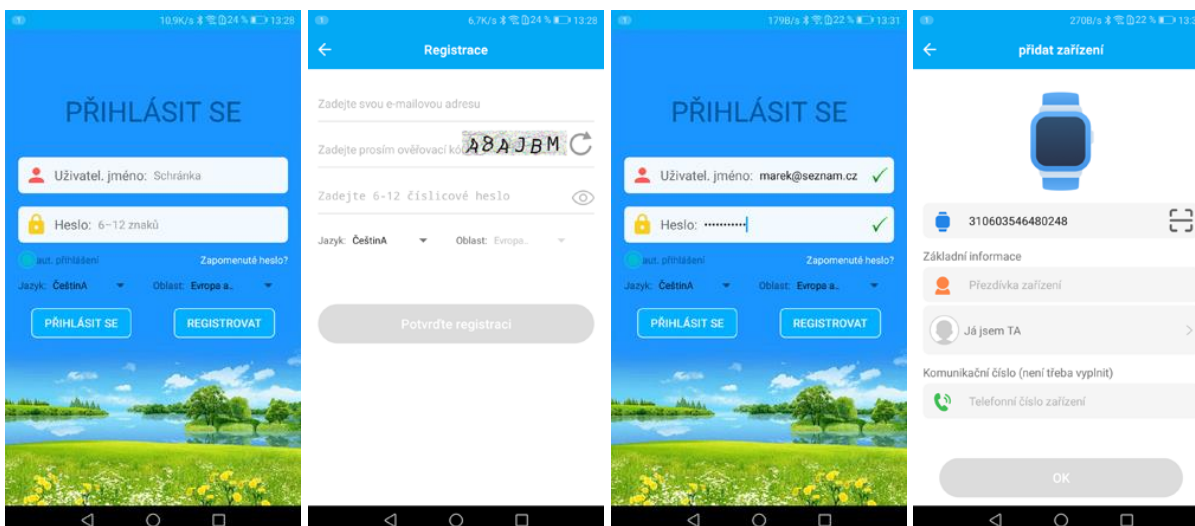 10,9K/s 24 % 13:28
PŘIHLÁSIT SE
Uživatel. jméno: Schránka
Heslo: 6-12 znaků
aut. přihlášení Zapomenuté heslo?
Jazyk: ČeštinA Oblast: Evropa a..
PŘIHLÁSIT SE REGISTROVAT
6,7K/s 24 % 13:28
Registrace
Zadejte svou e-mailovou adresu
Zadejte prosím ověřovací kó
A8AJBM
Zadejte 6-12 číslicové heslo
Jazyk: ČeštinA Oblast: Evropa..
Potvrďte registraci
179B/s 22 % 13:31
PŘIHLÁSIT SE
Uživatel. jméno: marek@seznam.cz
Heslo: •••••••••••
aut. přihlášení Zapomenuté heslo?
Jazyk: ČeštinA Oblast: Evropa a..
PŘIHLÁSIT SE REGISTROVAT
270B/s 22 % 13:3
přidat zařízení
310603546480248
Základní informace
Přezdívka zařízení
Já jsem TA
Komunikační číslo (není třeba vyplnit)
Telefonní číslo zařízení
OK